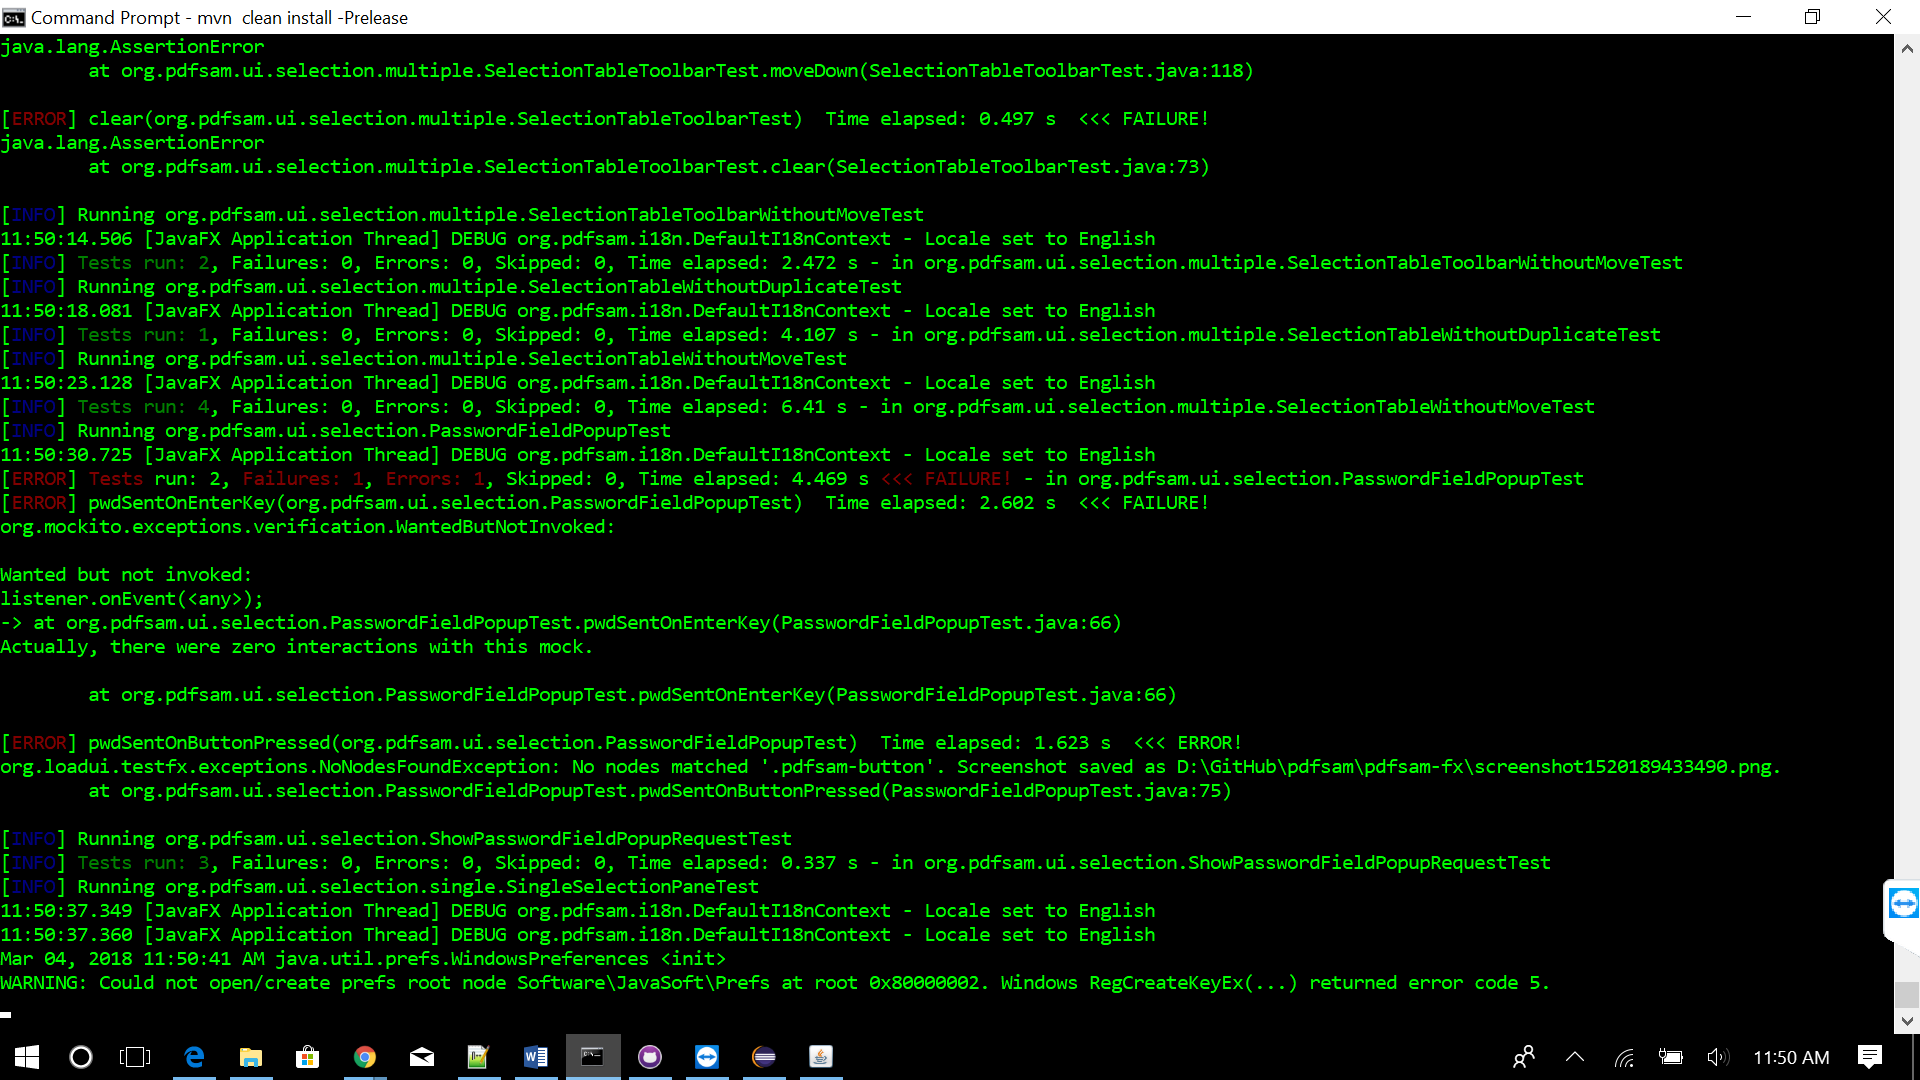 Command Prompt - mvn  clean install -Prelease
java.lang.AssertionError
        at org.pdfsam.ui.selection.multiple.SelectionTableToolbarTest.moveDown(SelectionTableToolbarTest.java:118)
[ERROR] clear(org.pdfsam.ui.selection.multiple.SelectionTableToolbarTest)  Time elapsed: 0.497 s  <<< FAILURE!
java.lang.AssertionError
        at org.pdfsam.ui.selection.multiple.SelectionTableToolbarTest.clear(SelectionTableToolbarTest.java:73)
[INFO] Running org.pdfsam.ui.selection.multiple.SelectionTableToolbarWithoutMoveTest
11:50:14.506 [JavaFX Application Thread] DEBUG org.pdfsam.i18n.DefaultI18nContext - Locale set to English
[INFO] Tests run: 2, Failures: 0, Errors: 0, Skipped: 0, Time elapsed: 2.472 s - in org.pdfsam.ui.selection.multiple.SelectionTableToolbarWithoutMoveTest
[INFO] Running org.pdfsam.ui.selection.multiple.SelectionTableWithoutDuplicateTest
11:50:18.081 [JavaFX Application Thread] DEBUG org.pdfsam.i18n.DefaultI18nContext - Locale set to English
[INFO] Tests run: 1, Failures: 0, Errors: 0, Skipped: 0, Time elapsed: 4.107 s - in org.pdfsam.ui.selection.multiple.SelectionTableWithoutDuplicateTest
[INFO] Running org.pdfsam.ui.selection.multiple.SelectionTableWithoutMoveTest
11:50:23.128 [JavaFX Application Thread] DEBUG org.pdfsam.i18n.DefaultI18nContext - Locale set to English
[INFO] Tests run: 4, Failures: 0, Errors: 0, Skipped: 0, Time elapsed: 6.41 s - in org.pdfsam.ui.selection.multiple.SelectionTableWithoutMoveTest
[INFO] Running org.pdfsam.ui.selection.PasswordFieldPopupTest
11:50:30.725 [JavaFX Application Thread] DEBUG org.pdfsam.i18n.DefaultI18nContext - Locale set to English
[ERROR] Tests run: 2, Failures: 1, Errors: 1, Skipped: 0, Time elapsed: 4.469 s <<< FAILURE! - in org.pdfsam.ui.selection.PasswordFieldPopupTest
[ERROR] pwdSentOnEnterKey(org.pdfsam.ui.selection.PasswordFieldPopupTest)  Time elapsed: 2.602 s  <<< FAILURE!
org.mockito.exceptions.verification.WantedButNotInvoked:
Wanted but not invoked:
listener.onEvent(<any>);
-> at org.pdfsam.ui.selection.PasswordFieldPopupTest.pwdSentOnEnterKey(PasswordFieldPopupTest.java:66)
Actually, there were zero interactions with this mock.
        at org.pdfsam.ui.selection.PasswordFieldPopupTest.pwdSentOnEnterKey(PasswordFieldPopupTest.java:66)
[ERROR] pwdSentOnButtonPressed(org.pdfsam.ui.selection.PasswordFieldPopupTest)  Time elapsed: 1.623 s  <<< ERROR!
org.loadui.testfx.exceptions.NoNodesFoundException: No nodes matched '.pdfsam-button'. Screenshot saved as D:\GitHub\pdfsam\pdfsam-fx\screenshot1520189433490.png.
        at org.pdfsam.ui.selection.PasswordFieldPopupTest.pwdSentOnButtonPressed(PasswordFieldPopupTest.java:75)
[INFO] Running org.pdfsam.ui.selection.ShowPasswordFieldPopupRequestTest
[INFO] Tests run: 3, Failures: 0, Errors: 0, Skipped: 0, Time elapsed: 0.337 s - in org.pdfsam.ui.selection.ShowPasswordFieldPopupRequestTest
[INFO] Running org.pdfsam.ui.selection.single.SingleSelectionPaneTest
11:50:37.349 [JavaFX Application Thread] DEBUG org.pdfsam.i18n.DefaultI18nContext - Locale set to English
11:50:37.360 [JavaFX Application Thread] DEBUG org.pdfsam.i18n.DefaultI18nContext - Locale set to English
Mar 04, 2018 11:50:41 AM java.util.prefs.WindowsPreferences <init>
WARNING: Could not open/create prefs root node Software\JavaSoft\Prefs at root 0x80000002. Windows RegCreateKeyEx(...) returned error code 5.
11:50 AM